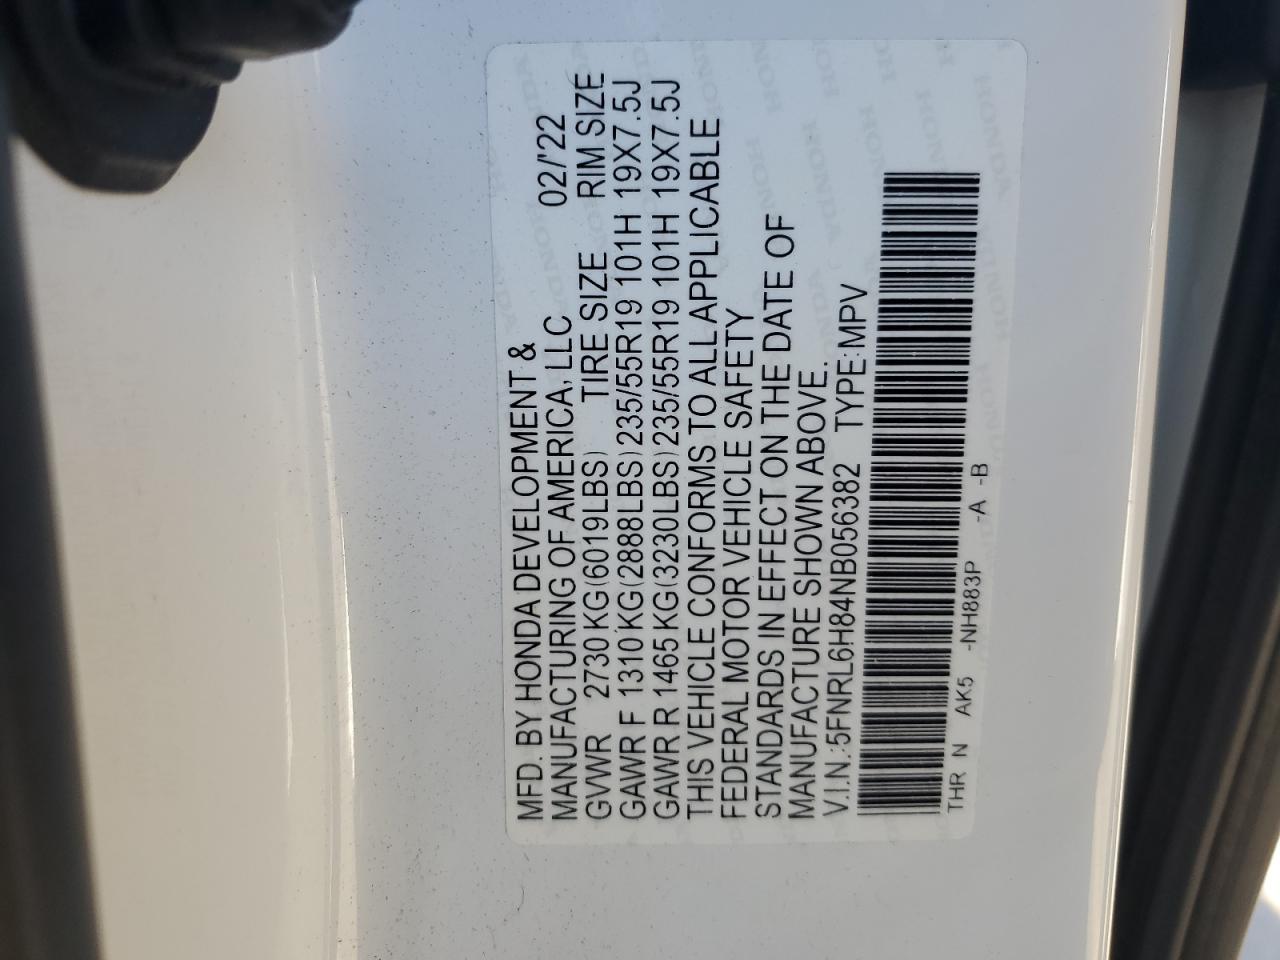 MFD. BY HONDA DEVELOPMENT &
MANUFACTURING OF AMERICA, LLC 02/'22
GVWR 2730 KG(6019LBS) TIRE SIZE RIM SIZE
GAWR F 1310 KG(2888LBS) 235/55R19 101H 19X7.5J
GAWR R 1465 KG(3230LBS) 235/55R19 101H 19X7.5J
THIS VEHICLE CONFORMS TO ALL APPLICABLE
FEDERAL MOTOR VEHICLE SAFETY
STANDARDS IN EFFECT ON THE DATE OF
MANUFACTURE SHOWN ABOVE.
V.I.N.:5FNRL6H84NB056382 TYPE:MPV
THR N AK5 -NH883P -A -B